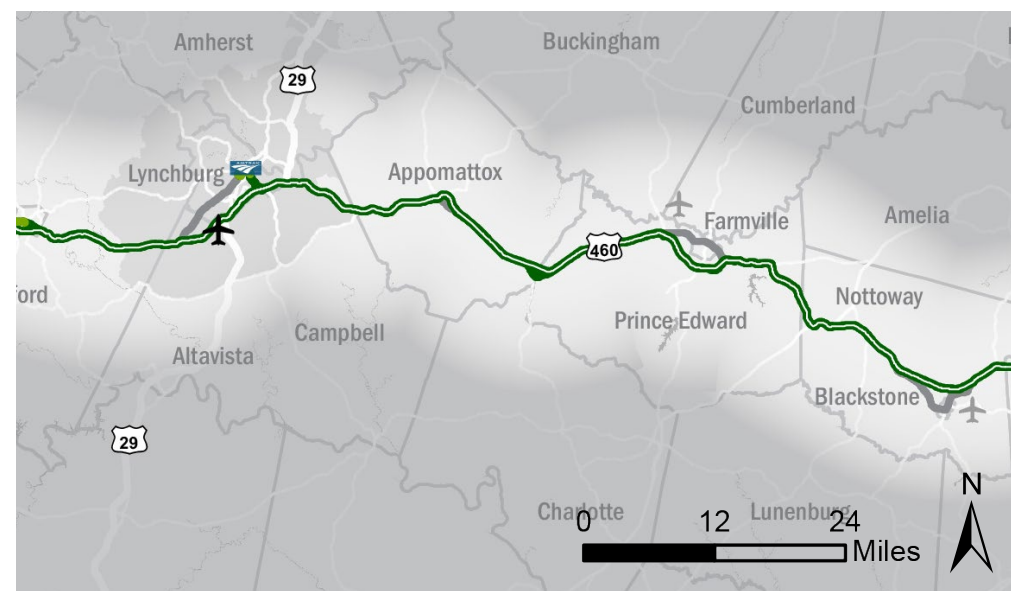 Amherst
Buckingham
29
Cumberland
Lynchburg
Appomattox
Farmville
Amelia
460
ford
Nottoway
Prince Edward
Campbell
Altavista
Blackstone
29
N
Charlotte
Lunenburg
0 12 24
Miles